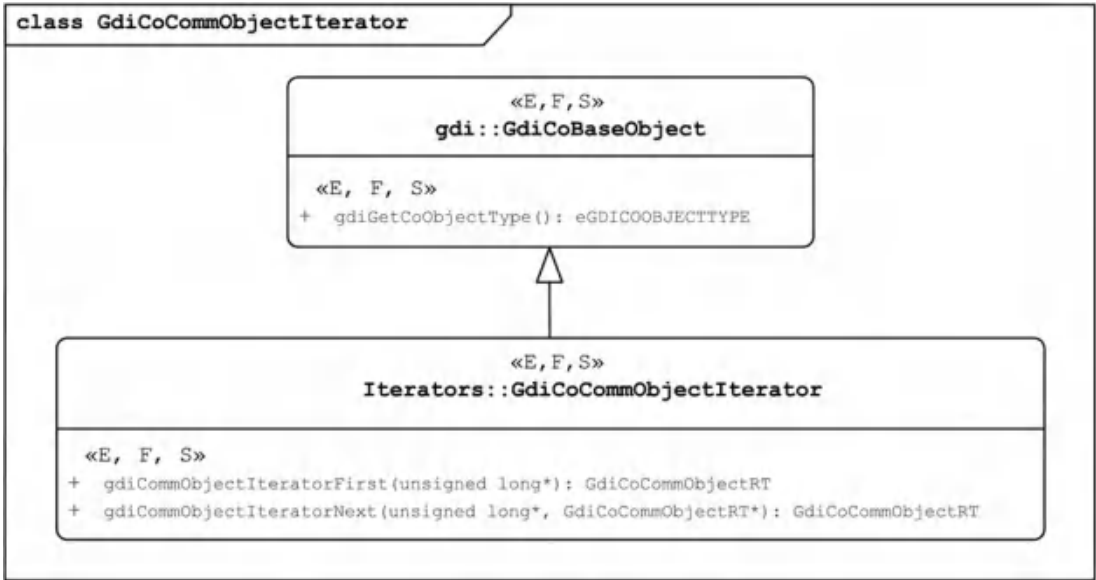 class GdiCoCommObjectIterator
«E,F,S»
gdi::GdiCoBaseObject
«E, F, S»
+ gdiGetCoObjectType(): eGDICOOBJECTTYPE
«E,F,S»
Iterators::GdiCoCommObjectIterator
«E, F, S»
+ gdiCommObjectIteratorFirst(unsigned long*): GdiCoCommObjectRT
+ gdiCommObjectIteratorNext(unsigned long*, GdiCoCommObjectRT*): GdiCoCommObjectRT